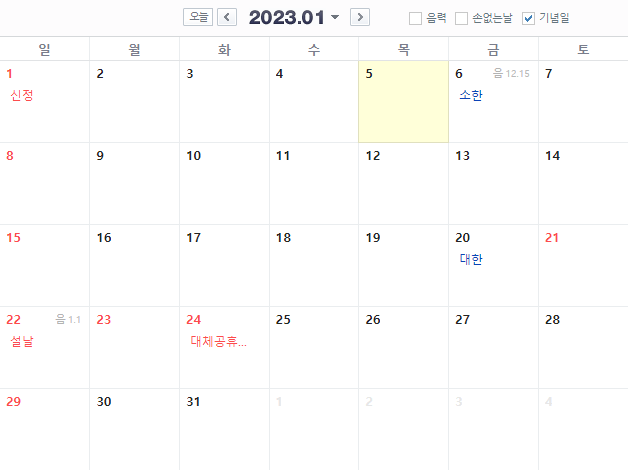 오늘 < 2023.01 > 음력 손없는날 기념일
일 월 화 수 목 금 토
1 2 3 4 5 6 음 12.15 7
신정 소한
8 9 10 11 12 13 14
15 16 17 18 19 20 21
대한
22 음 1.1 23 24 25 26 27 28
설날 대체공휴...
29 30 31 1 2 3 4